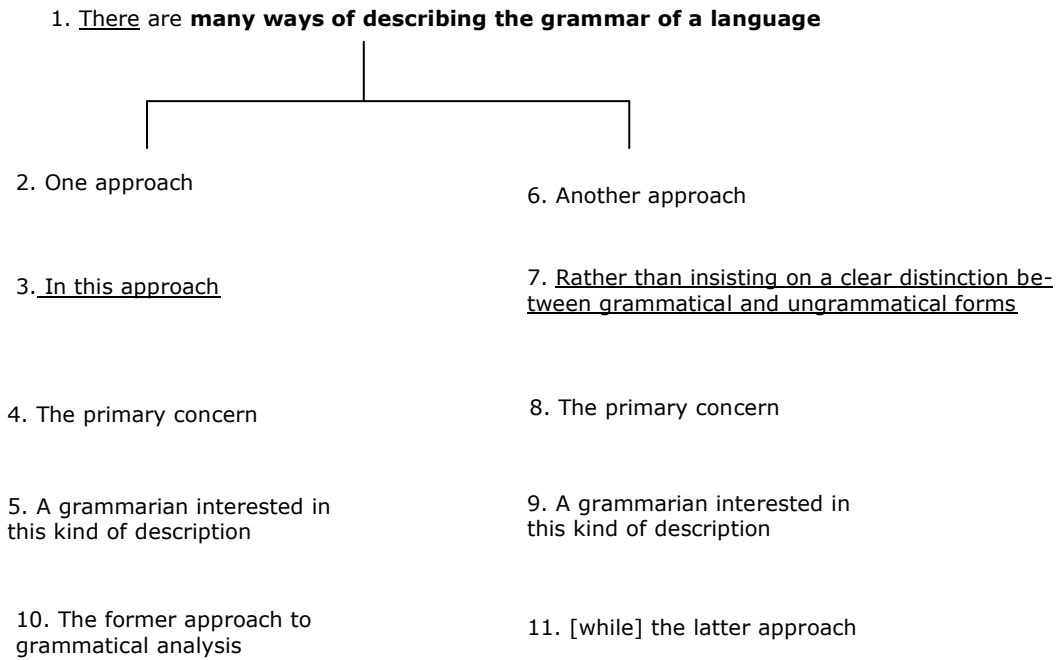 1. There are many ways of describing the grammar of a language
2. One approach
3. In this approach
4. The primary concern
5. A grammarian interested in
this kind of description
6. Another approach
7. Rather than insisting on a clear distinction be-
tween grammatical and ungrammatical forms
8. The primary concern
9. A grammarian interested in
this kind of description
10. The former approach to
grammatical analysis
11. [while] the latter approach